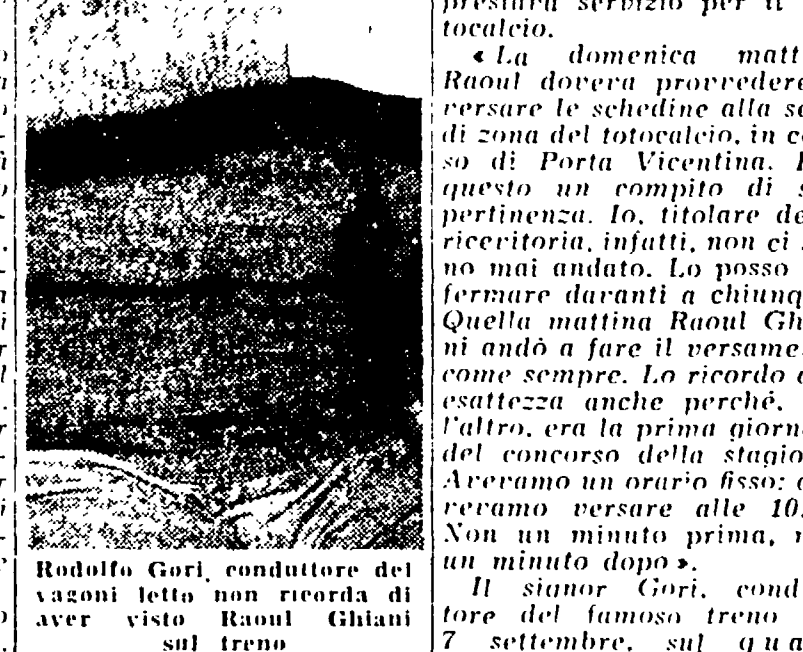 Rodolfo Gori, conduttore dei
vagoni letto non ricorda di
aver visto Raoul Ghiani
sul treno
prestava servizio per il
tocalcio.
« La domenica matt
Raoul doveva provvedere
versare le schedine alla s
di zona del totocalcio, in c
so di Porta Vicentina.
questo un compito di s
pertinenza. Io, titolare de
ricevitoria, infatti, non ci
no mai andato. Lo posso
fermare davanti a chiunq
Quella mattina Raoul Gh
ni andò a fare il versame
come sempre. Lo ricordo
esattezza anche perché,
l'altro, era la prima giorn
del concorso della stagio
Avevamo un orario fisso:
vevamo versare alle 10.
Non un minuto prima,
un minuto dopo ».
Il signor Gori, cond
tore del famoso treno
7 settembre, sul qua